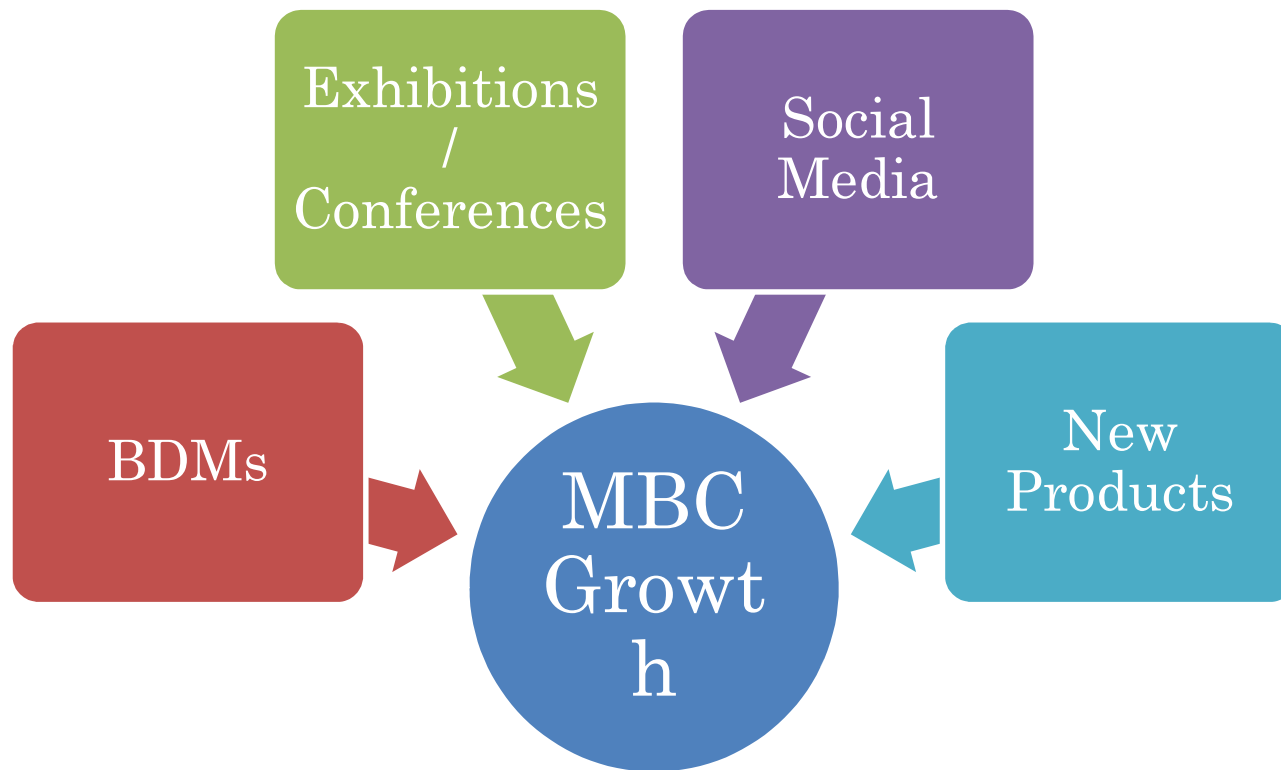 Exhibitions
/
Conferences
Social
Media
BDMs
New
Products
MBC
Growt
h